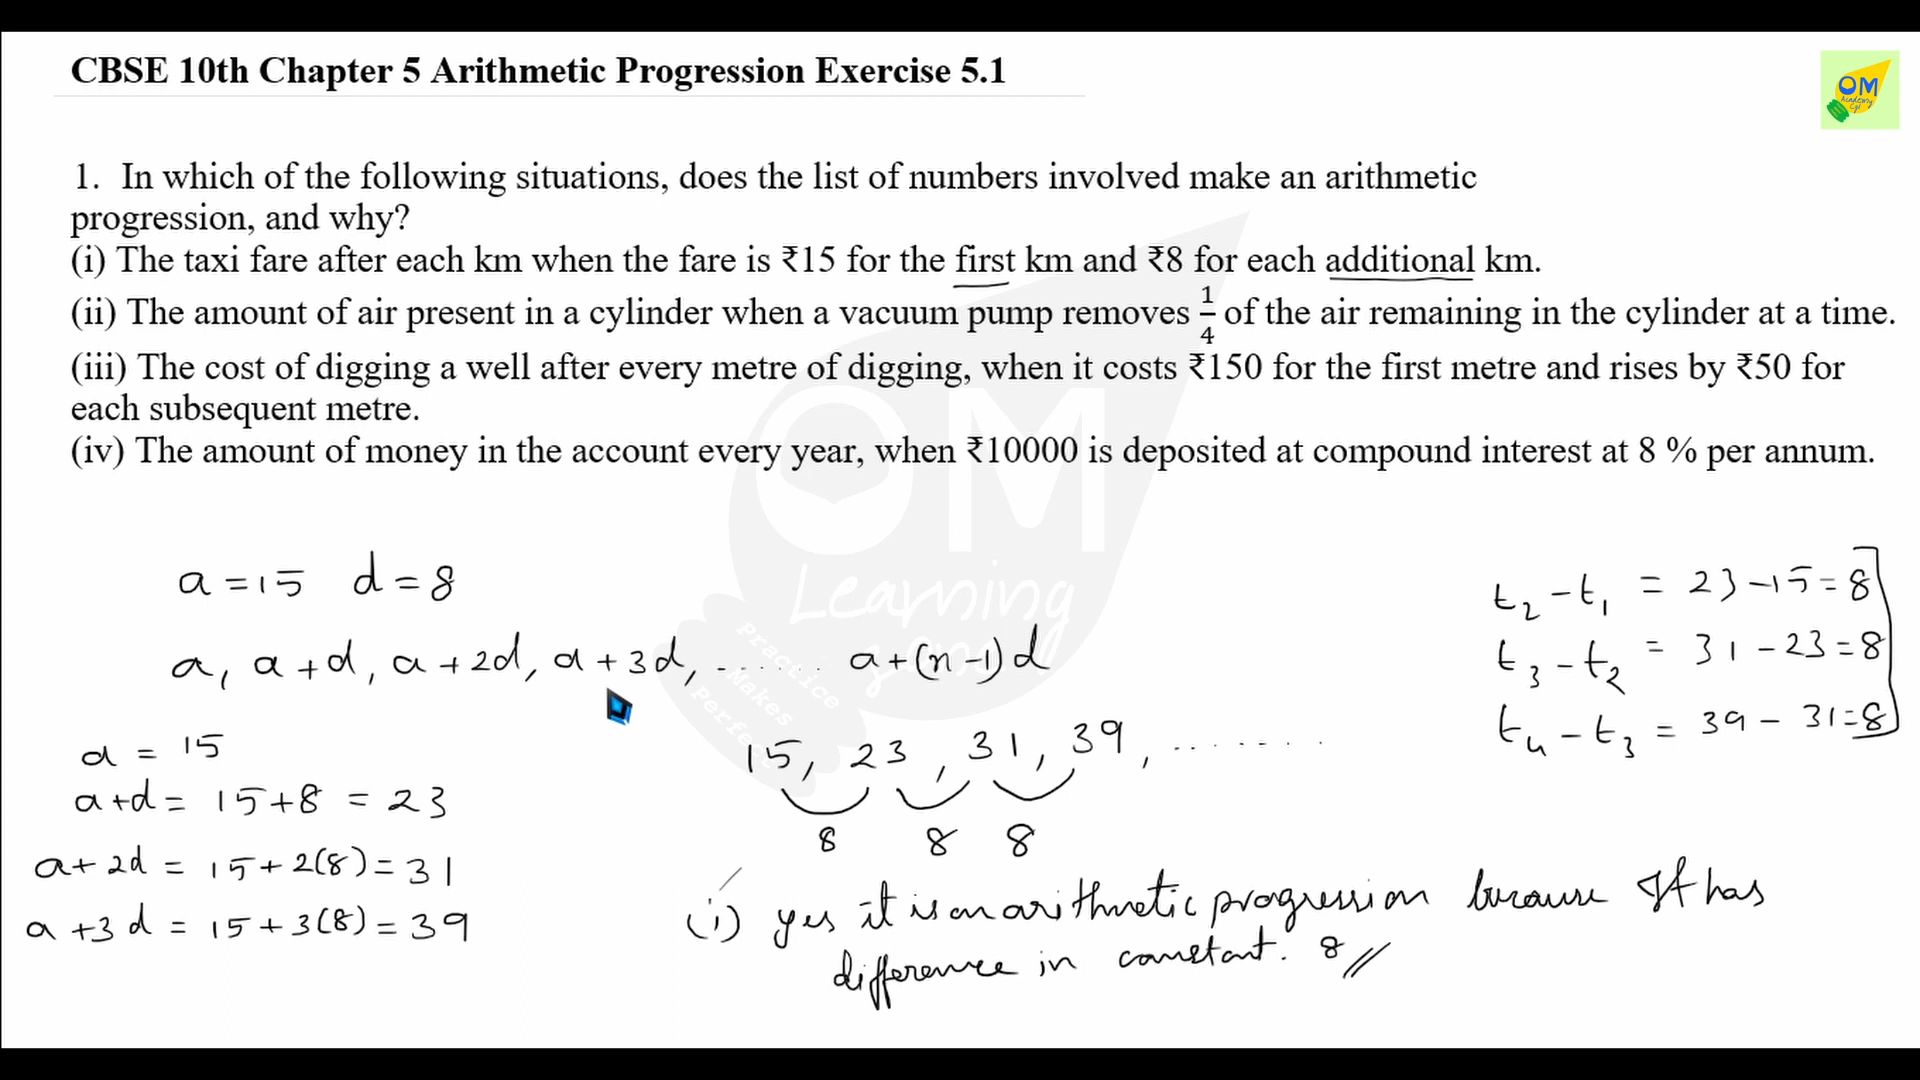 CBSE 10th Chapter 5 Arithmetic Progression Exercise 5.1
OM
Academy
1. In which of the following situations, does the list of numbers involved make an arithmetic
progression, and why?
(i) The taxi fare after each km when the fare is ₹15 for the first km and ₹8 for each additional km.
(ii) The amount of air present in a cylinder when a vacuum pump removes 1/4 of the air remaining in the cylinder at a time.
(iii) The cost of digging a well after every metre of digging, when it costs ₹150 for the first metre and rises by ₹50 for
each subsequent metre.
(iv) The amount of money in the account every year, when ₹10000 is deposited at compound interest at 8 % per annum.
OM
Learning
Practice
Makes
a = 15 d = 8
a, a + d, a + 2d, a + 3d, ...... a + (n - 1) d
a = 15
a + d = 15 + 8 = 23
a + 2d = 15 + 2(8) = 31
a + 3d = 15 + 3(8) = 39
15, 23, 31, 39, .......
8 8 8
t₂ - t₁ = 23 - 15 = 8
t₃ - t₂ = 31 - 23 = 8
t₄ - t₃ = 39 - 31 = 8
(i) yes it is an arithmetic progression because It has
difference in constant. 8 //